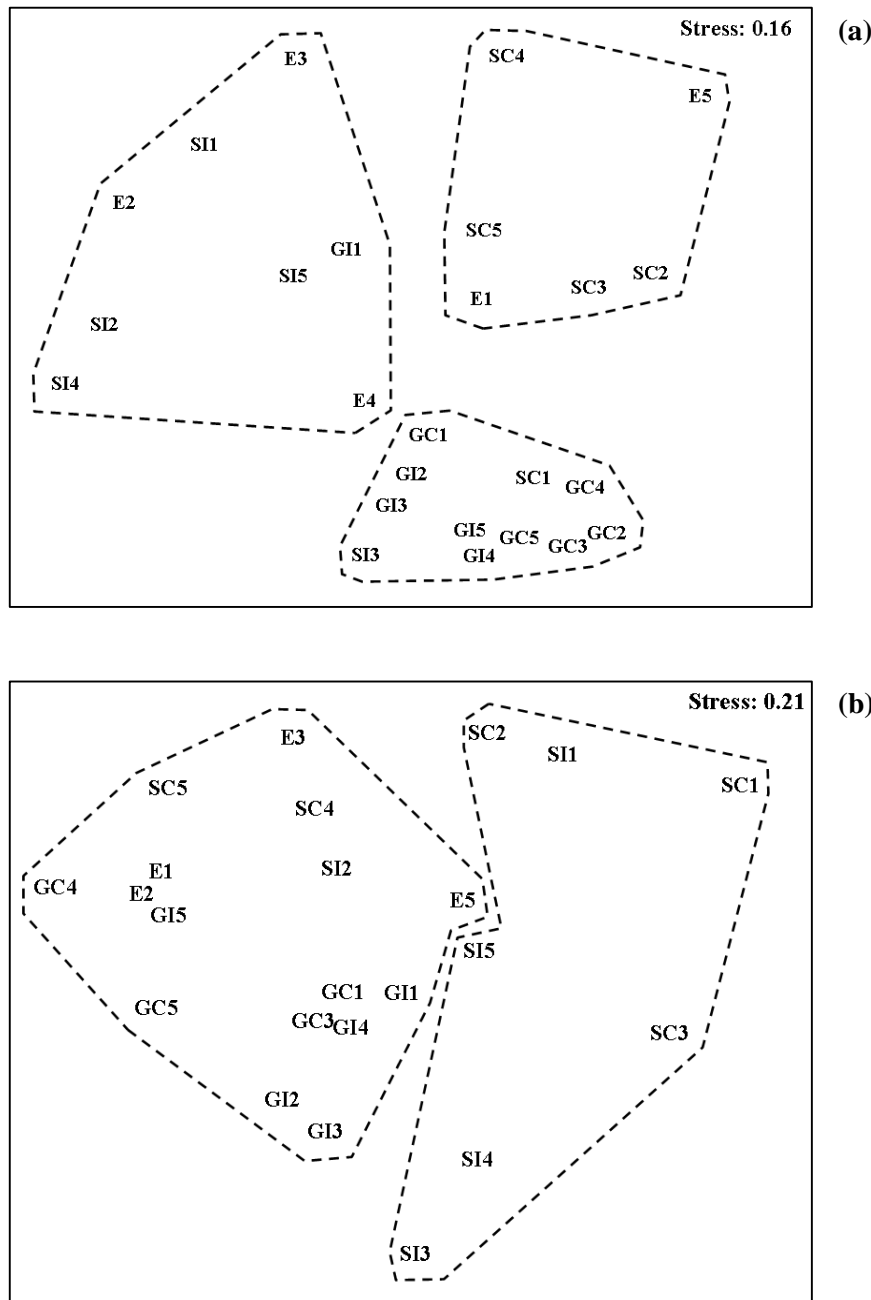 Stress: 0.16
(a)
SC4
E3
E5
SI1
E2
SC5
GI1
SI5
SC2
SC3
E1
SI2
SI4
E4
GC1
GI2
SC1
GC4
GI3
GI5
GC5
GC2
GC3
SI3
GI4
Stress: 0.21
(b)
SC2
E3
SI1
SC5
SC1
SC4
SI2
E1
GC4
E2
E5
GI5
SI5
GC1
GI1
GC5
GC3
GI4
SC3
GI2
GI3
SI4
SI3